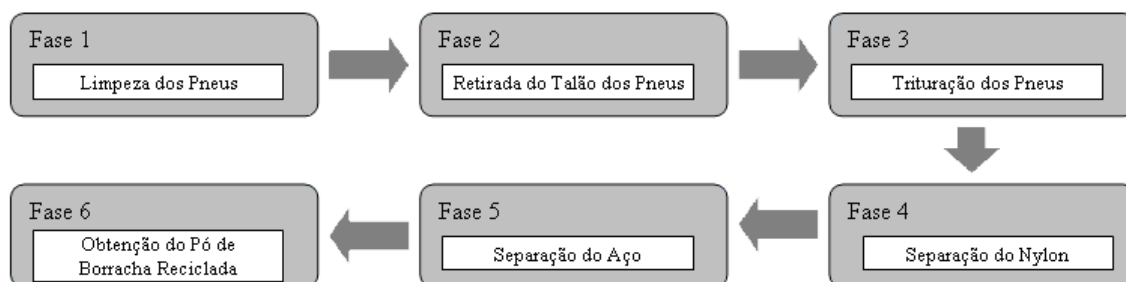 Fase 1
Limpeza dos Pneus
Fase 2
Retirada do Talão dos Pneus
Fase 3
Trituração dos Pneus
Fase 4
Separação do Nylon
Fase 5
Separação do Aço
Fase 6
Obtenção do Pó de
Borracha Reciclada